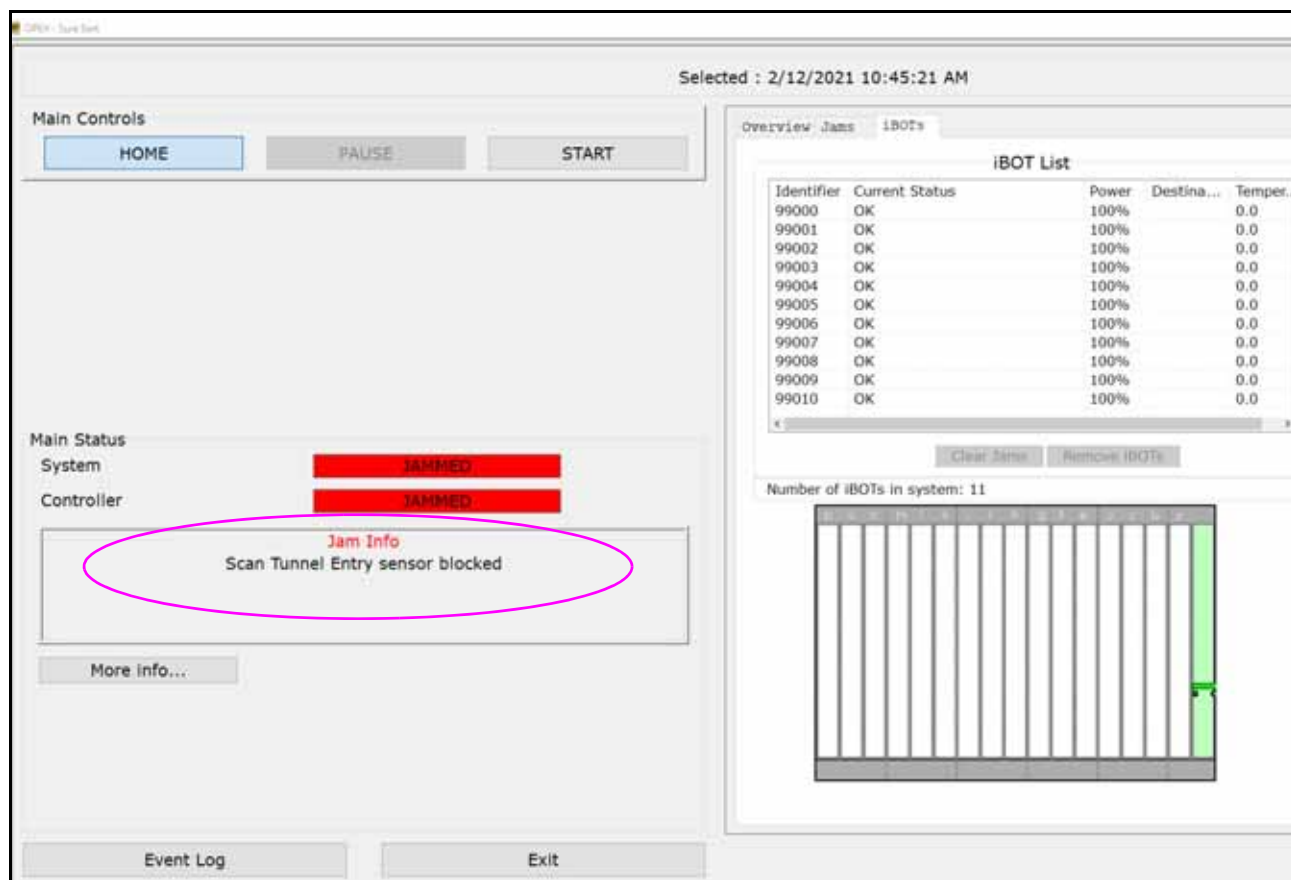 OPEX - Sure Sort
Selected : 2/12/2021 10:45:21 AM
Main Controls
HOME PAUSE START
Overview Jams iBOTs
iBOT List
Identifier Current Status Power Destina... Temper...
99000 OK 100% 0.0
99001 OK 100% 0.0
99002 OK 100% 0.0
99003 OK 100% 0.0
99004 OK 100% 0.0
99005 OK 100% 0.0
99006 OK 100% 0.0
99007 OK 100% 0.0
99008 OK 100% 0.0
99009 OK 100% 0.0
99010 OK 100% 0.0
Clear Jams Remove iBOTs
Number of iBOTs in system: 11
Main Status
System JAMMED
Controller JAMMED
Jam Info
Scan Tunnel Entry sensor blocked
More info...
Event Log Exit